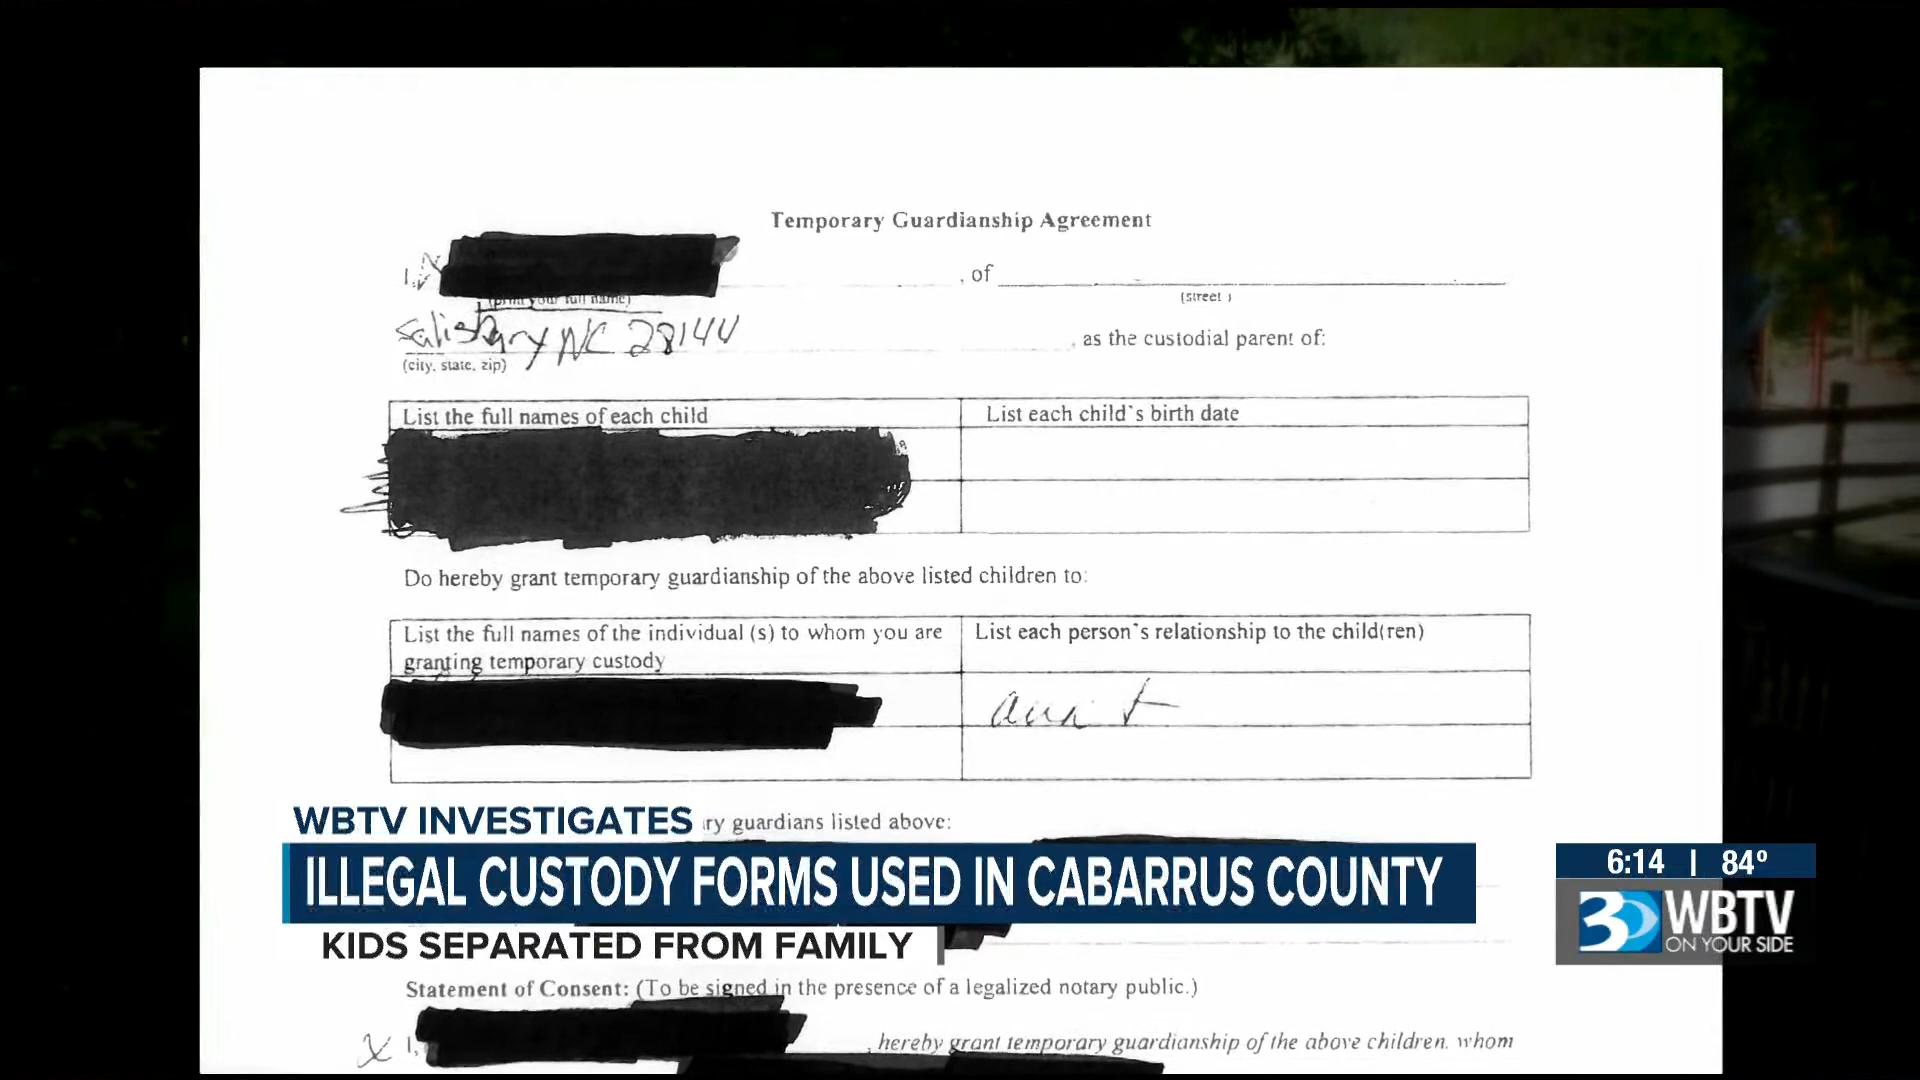 Temporary Guardianship Agreement
I, , of
(print your full name) (street )
Salisbury NC 28144 , as the custodial parent of:
(city, state, zip)
List the full names of each child List each child's birth date
Do hereby grant temporary guardianship of the above listed children to:
List the full names of the individual (s) to whom you are List each person's relationship to the child(ren)
granting temporary custody
aunt
WBTV INVESTIGATES ry guardians listed above:
ILLEGAL CUSTODY FORMS USED IN CABARRUS COUNTY
KIDS SEPARATED FROM FAMILY
6:14 | 84º
3 WBTV
ON YOUR SIDE
Statement of Consent: (To be signed in the presence of a legalized notary public.)
X I, , hereby grant temporary guardianship of the above children, whom